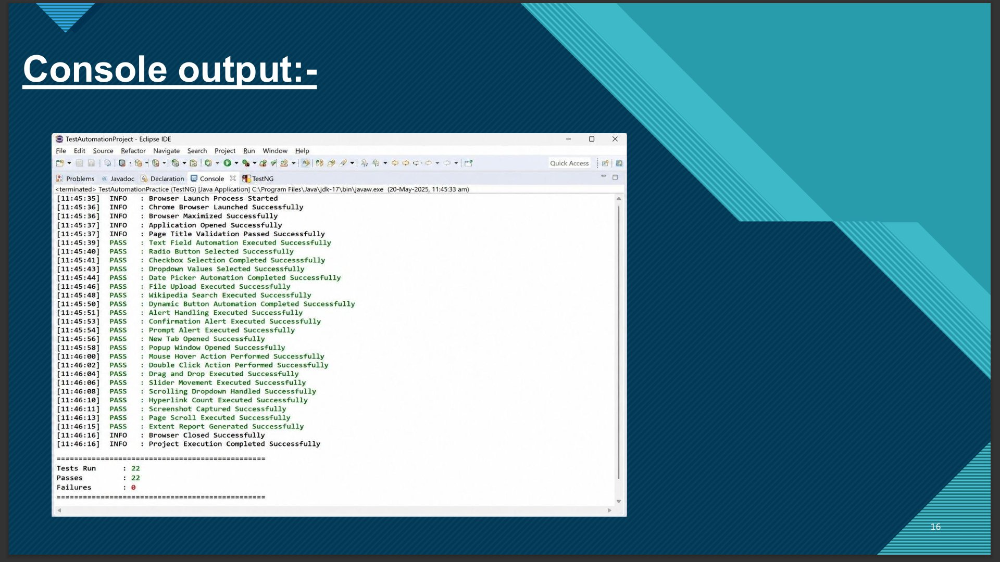 Console output:-
TestAutomationProject - Eclipse IDE
File Edit Source Refactor Navigate Search Project Run Window Help
Quick Access
Problems Javadoc Declaration Console TestNG
<terminated> TestAutomationPractice (TestNG) [Java Application] C:\Program Files\Java\jdk-17\bin\javaw.exe (20-May-2025, 11:45:33 am)
[11:45:35] INFO : Browser Launch Process Started
[11:45:36] INFO : Chrome Browser Launched Successfully
[11:45:36] INFO : Browser Maximized Successfully
[11:45:37] INFO : Application Opened Successfully
[11:45:37] INFO : Page Title Validation Passed Successfully
[11:45:39] PASS : Text Field Automation Executed Successfully
[11:45:40] PASS : Radio Button Selected Successfully
[11:45:41] PASS : Checkbox Selection Completed Successsfully
[11:45:43] PASS : Dropdown Values Selected Successfully
[11:45:44] PASS : Date Picker Automation Completed Successfully
[11:45:46] PASS : File Upload Executed Successfully
[11:45:48] PASS : Wikipedia Search Executed Successfully
[11:45:50] PASS : Dynamic Button Automation Completed Successfully
[11:45:51] PASS : Alert Handling Executed Successfully
[11:45:53] PASS : Confirmation Alert Executed Successfully
[11:45:54] PASS : Prompt Alert Executed Successfully
[11:45:56] PASS : New Tab Opened Successfully
[11:45:58] PASS : Popup Window Opened Successfully
[11:46:00] PASS : Mouse Hover Action Performed Successfully
[11:46:02] PASS : Double Click Action Performed Successfully
[11:46:04] PASS : Drag and Drop Executed Successfully
[11:46:06] PASS : Slider Movement Executed Successfully
[11:46:08] PASS : Scrolling Dropdown Handled Successfully
[11:46:10] PASS : Hyperlink Count Executed Successfully
[11:46:11] PASS : Screenshot Captured Successfully
[11:46:13] PASS : Page Scroll Executed Successfully
[11:46:15] PASS : Extent Report Generated Successfully
[11:46:16] INFO : Browser Closed Successfully
[11:46:16] INFO : Project Execution Completed Successfully
================================================
Tests Run : 22
Passes : 22
Failures : 0
================================================
16